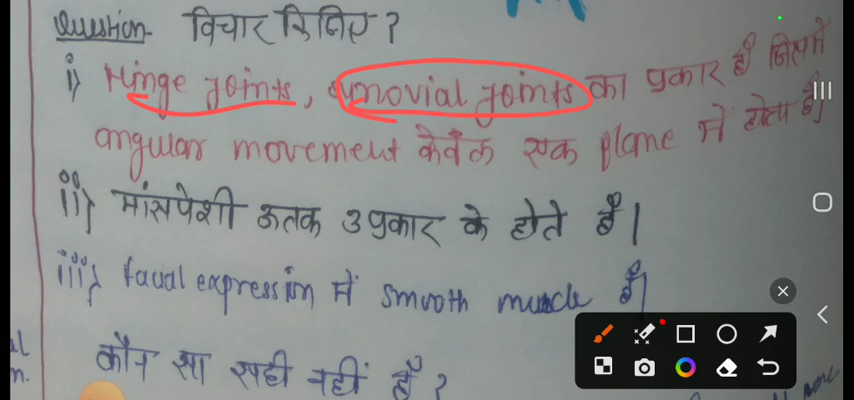 Question- विचार किजिए?
i) Hinge joints, synovial joints का प्रकार है जिसमें
angular movement केवल एक plane में होता है।
ii) मांसपेशी ऊतक 3 प्रकार के होते हैं।
iii) facial expression में smooth muscle हैं।
कौन सा सही नहीं है?